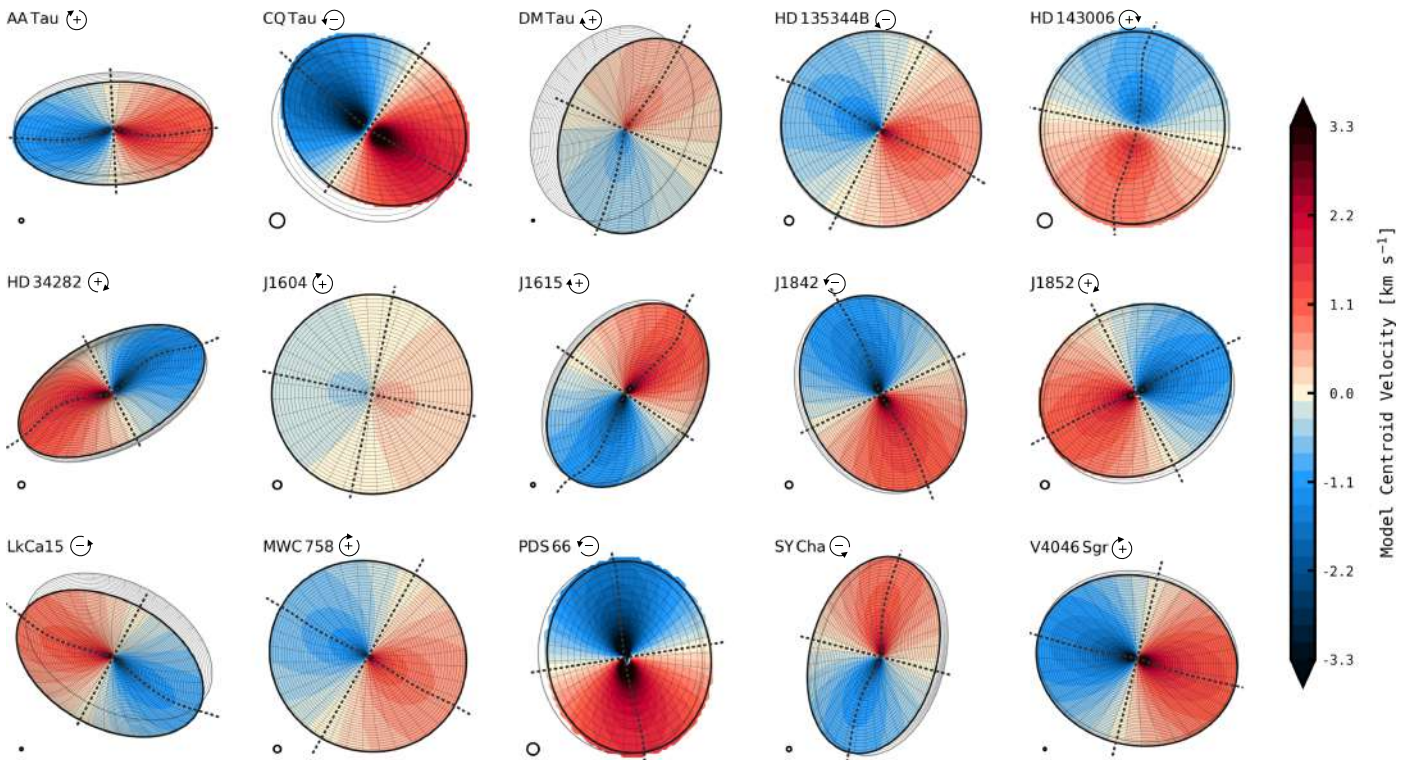 AA Tau +
CQ Tau −
DM Tau +
HD 135344B −
HD 143006 +
HD 34282 +
J1604 +
J1615 +
J1842 −
J1852 +
LkCa15 −
MWC 758 +
PDS 66 −
SY Cha −
V4046 Sgr +
3.3
2.2
1.1
0.0
-1.1
-2.2
-3.3
Model Centroid Velocity [km s⁻¹]